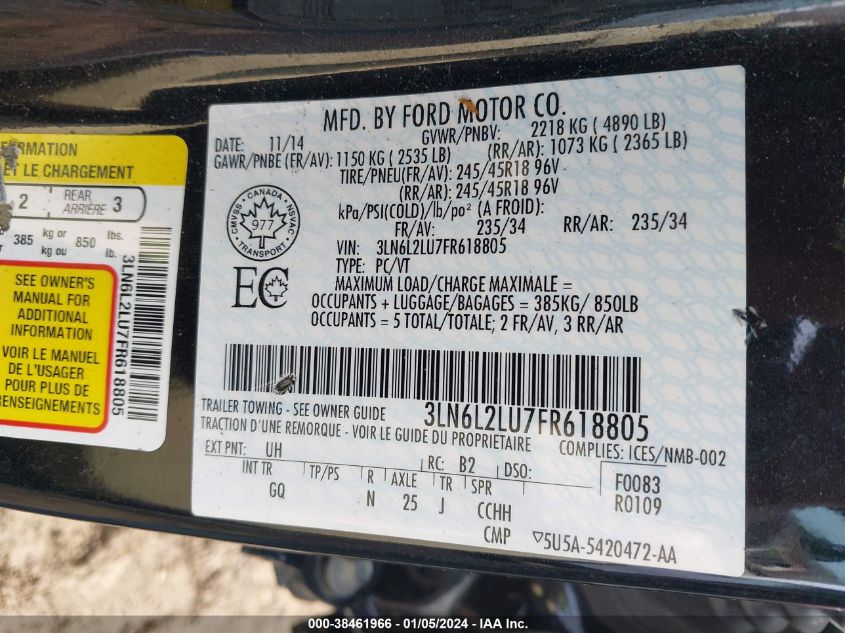 FORMATION
ET LE CHARGEMENT
2 REAR ARRIÈRE 3
385 kg or kg ou 850 lbs. lb.
SEE OWNER'S
MANUAL FOR
ADDITIONAL
INFORMATION
VOIR LE MANUEL
DE L'USAGER
POUR PLUS DE
RENSEIGNEMENTS
3LN6L2LU7FR618805
MFD. BY FORD MOTOR CO.
DATE: 11/14 GVWR/PNBV: 2218 KG ( 4890 LB)
GAWR/PNBE (FR/AV): 1150 KG ( 2535 LB) (RR/AR): 1073 KG ( 2365 LB)
TIRE/PNEU(FR/AV): 245/45R18 96V
(RR/AR): 245/45R18 96V
kPa/PSI(COLD)/lb/po² (A FROID):
FR/AV: 235/34 RR/AR: 235/34
VIN: 3LN6L2LU7FR618805
TYPE: PC/VT
MAXIMUM LOAD/CHARGE MAXIMALE =
OCCUPANTS + LUGGAGE/BAGAGES = 385KG/ 850LB
OCCUPANTS = 5 TOTAL/TOTALE; 2 FR/AV, 3 RR/AR
CANADA
CMVSS NSVAC
977
TRANSPORT
EC
3LN6L2LU7FR618805
TRAILER TOWING - SEE OWNER GUIDE
TRACTION D'UNE REMORQUE - VOIR LE GUIDE DU PROPRIETAIRE
COMPLIES: ICES/NMB-002
EXT PNT: UH RC: B2 DSO:
INT TR TP/PS R AXLE TR SPR
GQ N 25 J CCHH
F0083
R0109
CMP ▽5U5A-5420472-AA
000-38461966 - 01/05/2024 - IAA Inc.